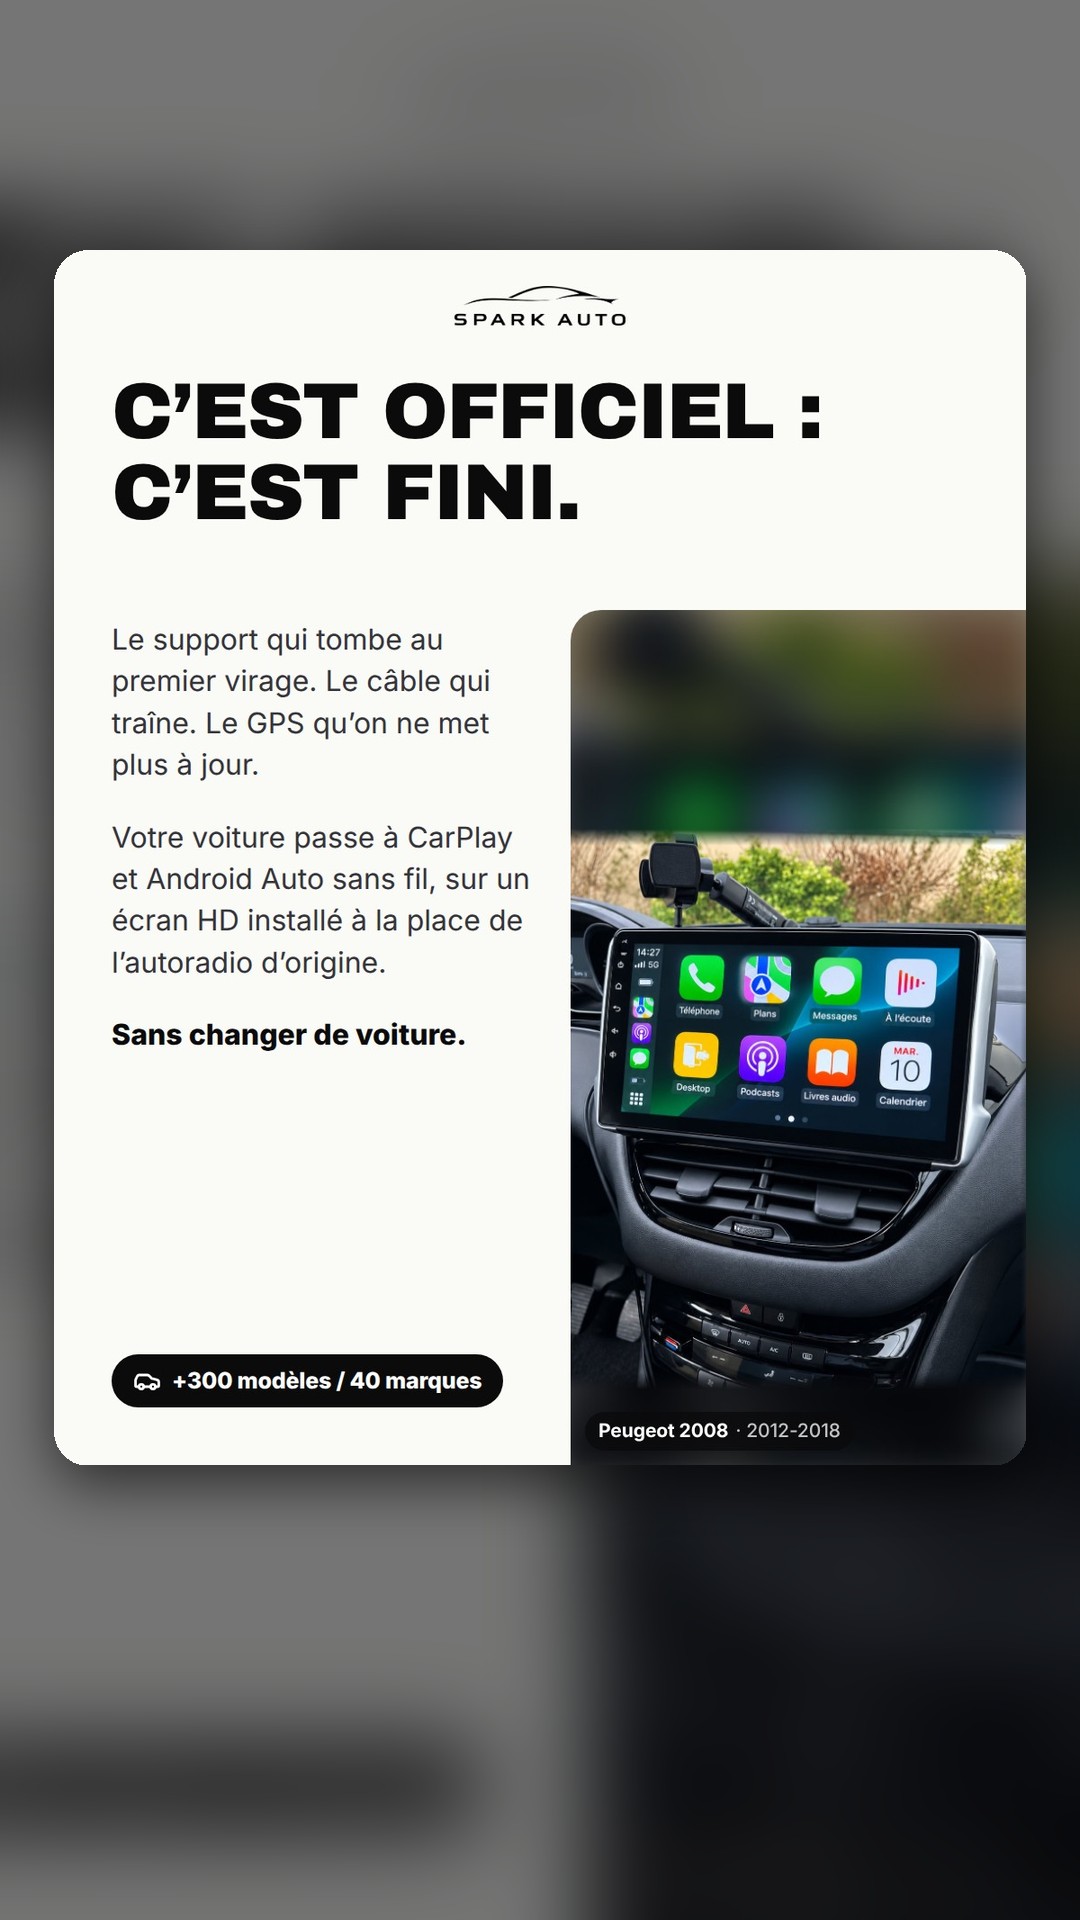 SPARK AUTO
C’EST OFFICIEL :
C’EST FINI.
Le support qui tombe au
premier virage. Le câble qui
traîne. Le GPS qu’on ne met
plus à jour.
Votre voiture passe à CarPlay
et Android Auto sans fil, sur un
écran HD installé à la place de
l’autoradio d’origine.
Sans changer de voiture.
+300 modèles / 40 marques
14:27
5G
Téléphone
Plans
Messages
À l’écoute
Desktop
Podcasts
Livres audio
MAR.
10
Calendrier
AUTO
A/C
Peugeot 2008 · 2012-2018